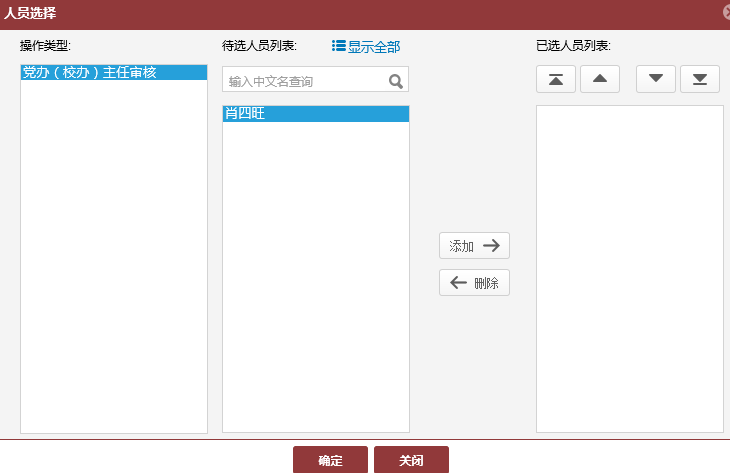 人员选择
操作类型:
待选人员列表:
显示全部
已选人员列表:
党办（校办）主任审核
输入中文名查询
肖四旺
添加
删除
确定
关闭